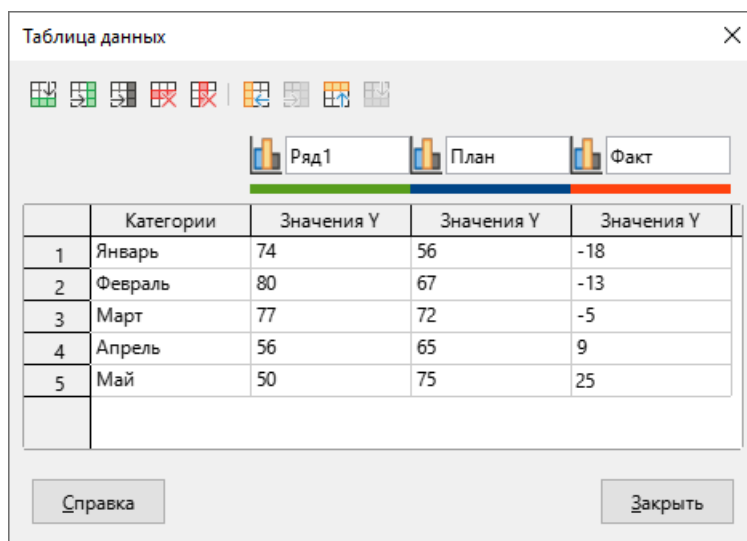 Таблица данных
Ряд1 План Факт
Категории Значения Y Значения Y Значения Y
1 Январь 74 56 -18
2 Февраль 80 67 -13
3 Март 77 72 -5
4 Апрель 56 65 9
5 Май 50 75 25
Справка Закрыть